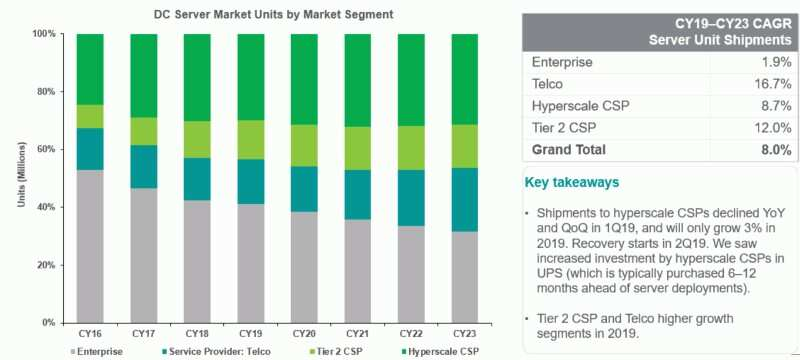 DC Server Market Units by Market Segment
Units (Millions)
100%
80%
60%
40%
20%
0%
CY16 CY17 CY18 CY19 CY20 CY21 CY22 CY23
Enterprise Service Provider: Telco Tier 2 CSP Hyperscale CSP
CY19–CY23 CAGR
Server Unit Shipments
Enterprise 1.9%
Telco 16.7%
Hyperscale CSP 8.7%
Tier 2 CSP 12.0%
Grand Total 8.0%
Key takeaways
• Shipments to hyperscale CSPs declined YoY
and QoQ in 1Q19, and will only grow 3% in
2019. Recovery starts in 2Q19. We saw
increased investment by hyperscale CSPs in
UPS (which is typically purchased 6–12
months ahead of server deployments).
• Tier 2 CSP and Telco higher growth
segments in 2019.